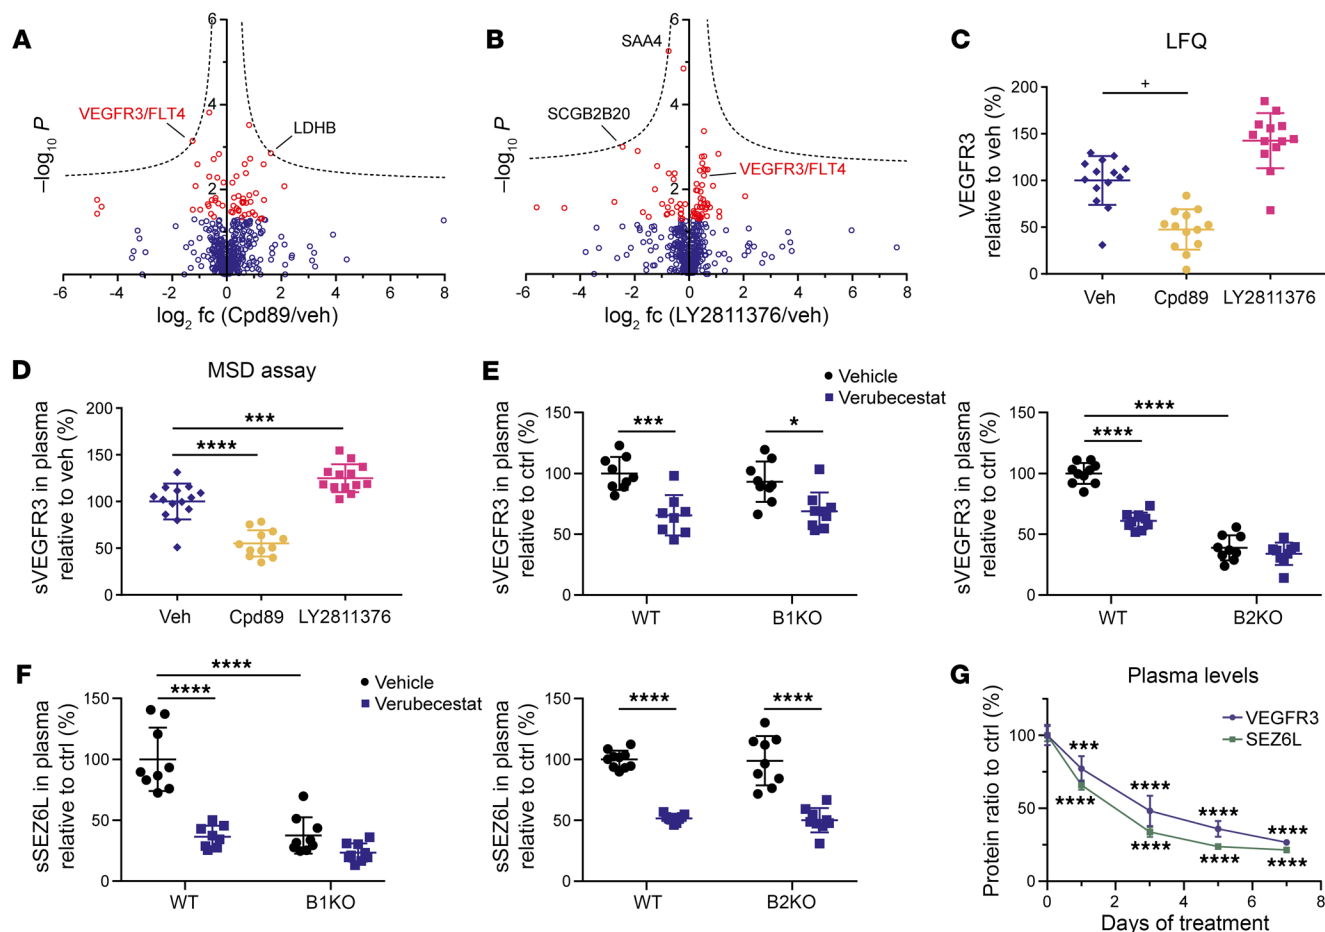 A
6
4
2
–log10 P
VEGFR3/FLT4
LDHB
-6 -4 -2 0 2 4 6 8
log2 fc (Cpd89/veh)
B
6
4
2
–log10 P
SAA4
SCGB2B20
VEGFR3/FLT4
-6 -4 -2 0 2 4 6 8
log2 fc (LY2811376/veh)
C
LFQ
VEGFR3
relative to veh (%)
200
150
100
50
0
+
Veh Cpd89 LY2811376
D
MSD assay
sVEGFR3 in plasma
relative to veh (%)
200
150
100
50
0
***
****
Veh Cpd89 LY2811376
E
Vehicle
Verubecestat
sVEGFR3 in plasma
relative to ctrl (%)
150
100
50
0
*** *
WT B1KO
sVEGFR3 in plasma
relative to ctrl (%)
150
100
50
0
****
****
WT B2KO
F
Vehicle
Verubecestat
sSEZ6L in plasma
relative to ctrl (%)
150
100
50
0
****
****
WT B1KO
sSEZ6L in plasma
relative to ctrl (%)
150
100
50
0
**** ****
WT B2KO
G
Plasma levels
VEGFR3
SEZ6L
Protein ratio to ctrl (%)
100
50
0
*** **** **** ****
**** **** **** ****
0 2 4 6 8
Days of treatment